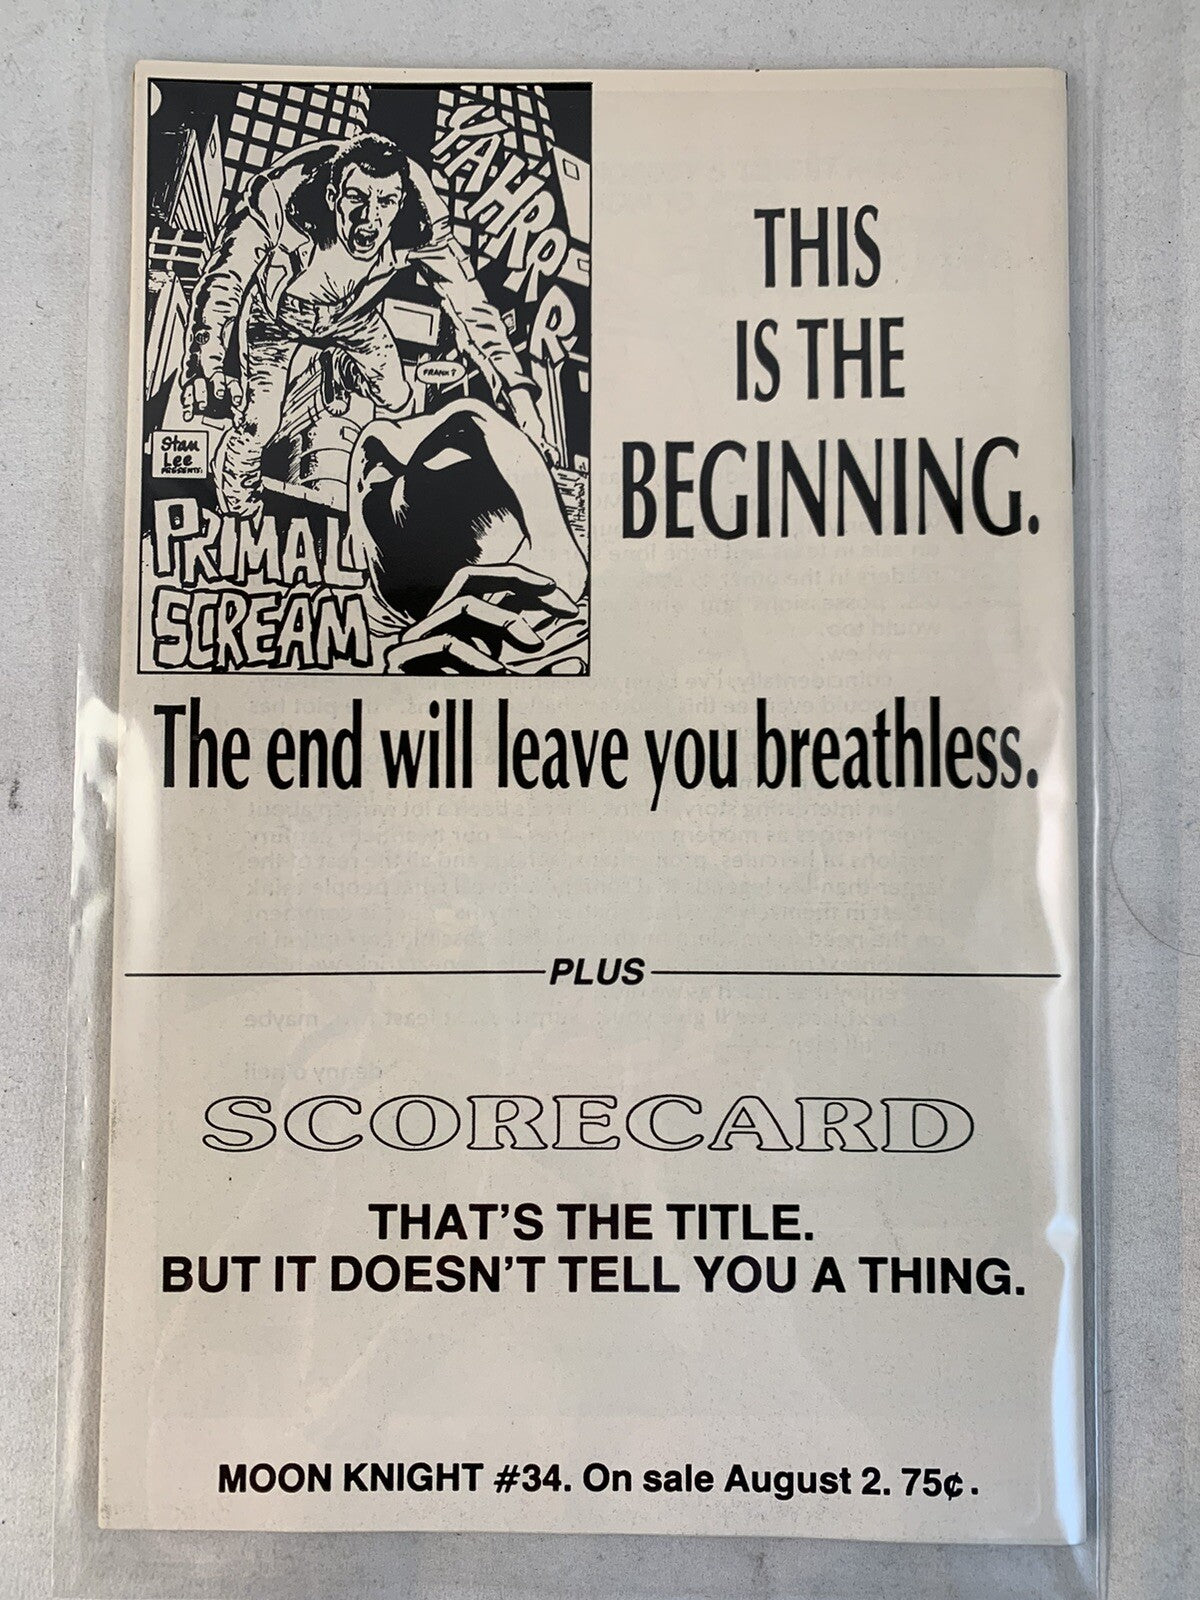 YAHRRRR
FRANK?
Stan
Lee
PRESENTS:
PRIMAL
SCREAM
THIS
IS THE
BEGINNING.
The end will leave you breathless.
PLUS
SCORECARD
THAT'S THE TITLE.
BUT IT DOESN'T TELL YOU A THING.
MOON KNIGHT #34. On sale August 2. 75¢.